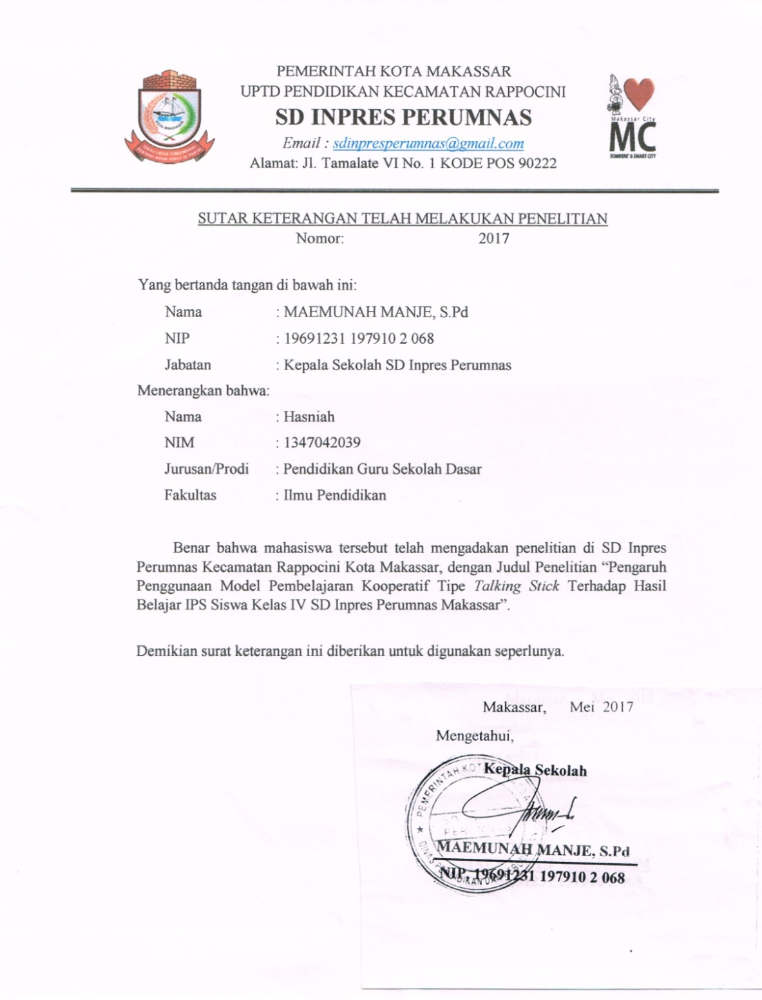 PEMERINTAH KOTA MAKASSAR
UPTD PENDIDIKAN KECAMATAN RAPPOCINI
SD INPRES PERUMNAS
Email : sdinpresperumnas@gmail.com
Alamat: Jl. Tamalate VI No. 1 KODE POS 90222
KOTA MAKASSAR
Makassar City
MC
SOMBERE' & SMART CITY
SUTAR KETERANGAN TELAH MELAKUKAN PENELITIAN
Nomor: 2017
Yang bertanda tangan di bawah ini:
Nama : MAEMUNAH MANJE, S.Pd
NIP : 19691231 197910 2 068
Jabatan : Kepala Sekolah SD Inpres Perumnas
Menerangkan bahwa:
Nama : Hasniah
NIM : 1347042039
Jurusan/Prodi : Pendidikan Guru Sekolah Dasar
Fakultas : Ilmu Pendidikan
Benar bahwa mahasiswa tersebut telah mengadakan penelitian di SD Inpres
Perumnas Kecamatan Rappocini Kota Makassar, dengan Judul Penelitian “Pengaruh
Penggunaan Model Pembelajaran Kooperatif Tipe Talking Stick Terhadap Hasil
Belajar IPS Siswa Kelas IV SD Inpres Perumnas Makassar”.
Demikian surat keterangan ini diberikan untuk digunakan seperlunya.
Makassar, Mei 2017
Mengetahui,
Kepala Sekolah
PEMERINTAH KOTA
MAEMUNAH MANJE, S.Pd
NIP. 19691231 197910 2 068